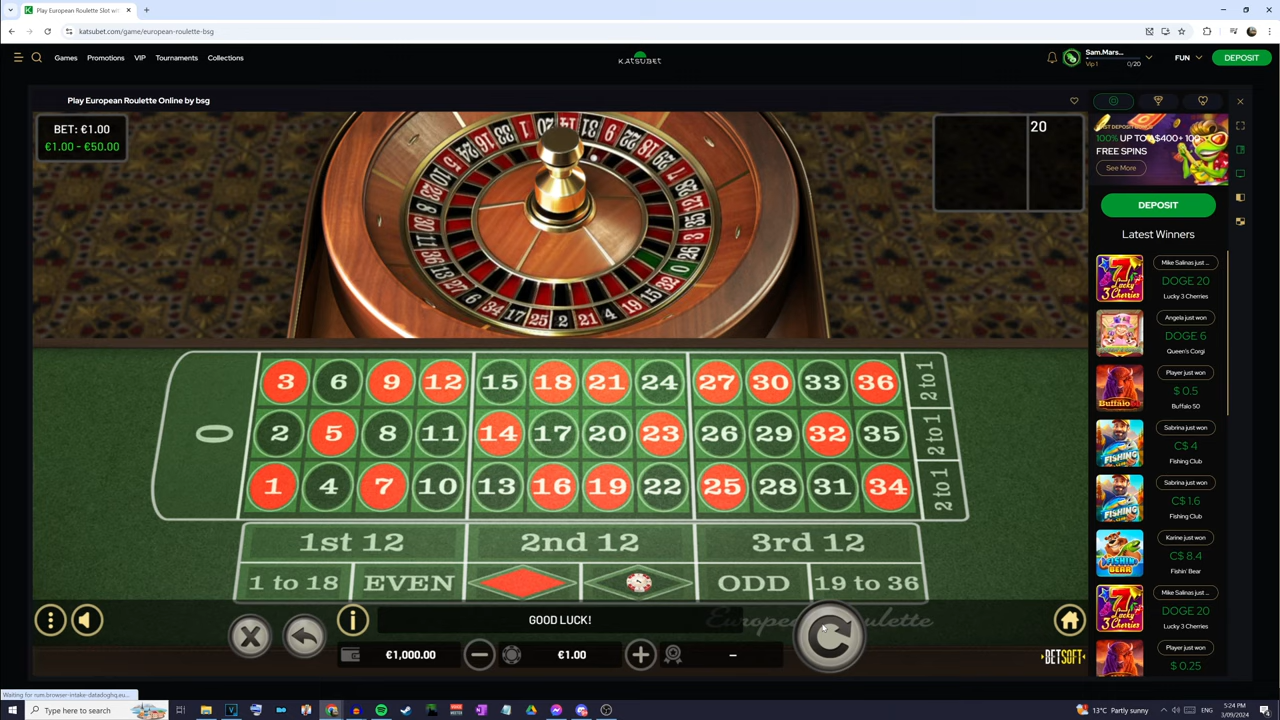 Play European Roulette Slot wi
katsubet.com/game/european-roulette-bsg
Games Promotions VIP Tournaments Collections
KATSUBET
Sam.Mars...
Vip 1 0/20
FUN
DEPOSIT
Play European Roulette Online by bsg
BET: €1.00
€1.00 - €50.00
20
100% UP TO A$400+ 100
FREE SPINS
See More
DEPOSIT
Latest Winners
Mike Salinas just ...
DOGE 20
Lucky 3 Cherries
Angela just won
DOGE 6
Queen's Corgi
Player just won
$ 0.5
Buffalo 50
Sabrina just won
C$ 4
Fishing Club
Sabrina just won
C$ 1.6
Fishing Club
Karine just won
C$ 8.4
Fishin' Bear
Mike Salinas just ...
DOGE 20
Lucky 3 Cherries
Player just won
$ 0.25
3 6 9 12 15 18 21 24 27 30 33 36 2 to 1
0 2 5 8 11 14 17 20 23 26 29 32 35 2 to 1
1 4 7 10 13 16 19 22 25 28 31 34 2 to 1
1st 12 2nd 12 3rd 12
1 to 18 EVEN ODD 19 to 36
GOOD LUCK!
European Roulette
€1,000.00 €1.00 –
BETSOFT
Waiting for rum.browser-intake-datadoghq.eu...
Type here to search
13°C Partly sunny
ENG
5:24 PM
3/09/2024